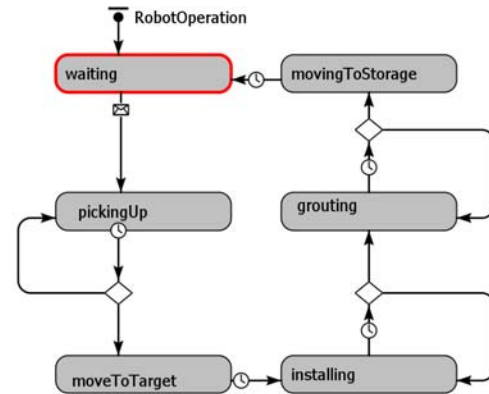 RobotOperation
waiting
movingToStorage
pickingUp
grouting
moveToTarget
installing